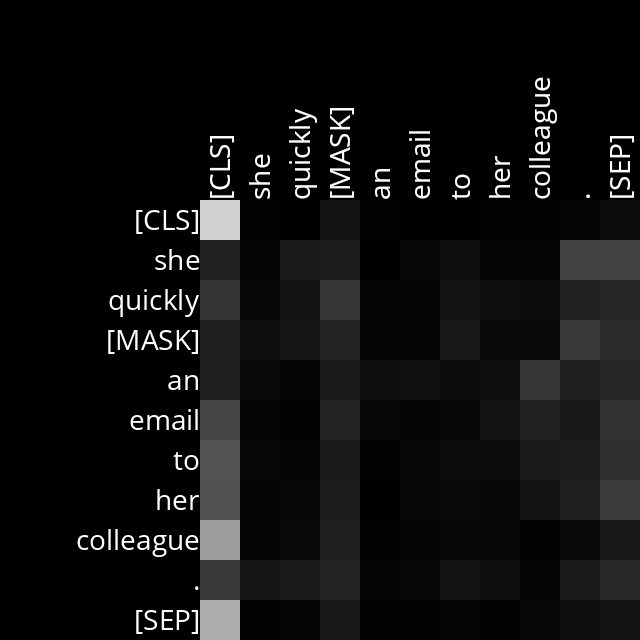 [CLS] she quickly [MASK] an email to her colleague . [SEP]
[CLS]
she
quickly
[MASK]
an
email
to
her
colleague
.
[SEP]